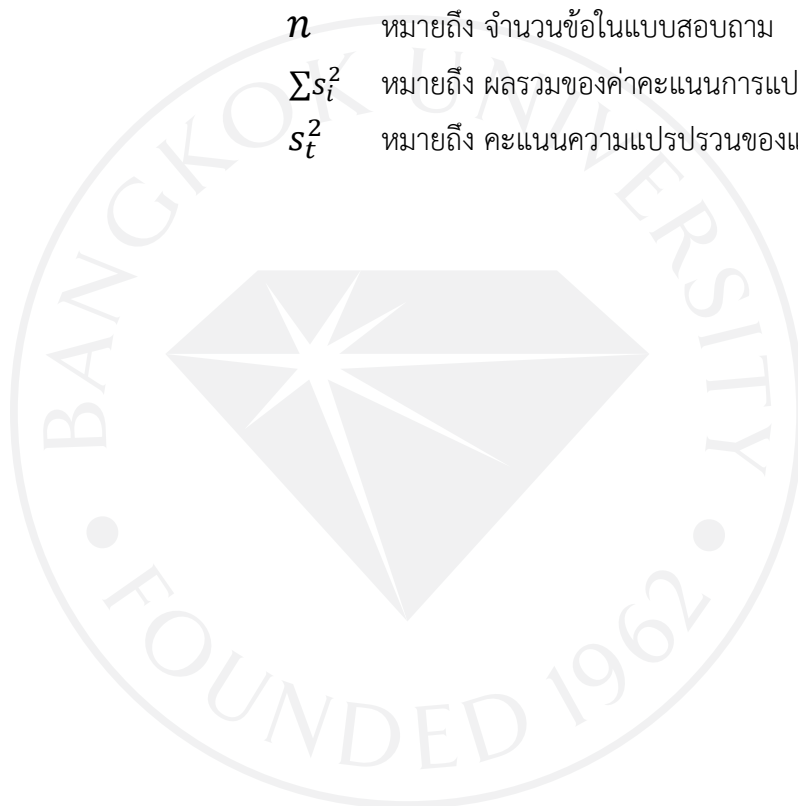 n หมายถึง จำนวนข้อในแบบสอบถาม
∑s_i^2 หมายถึง ผลรวมของค่าคะแนนการแป
s_t^2 หมายถึง คะแนนความแปรปรวนของแ
BANGKOK UNIVERSITY
FOUNDED 1962